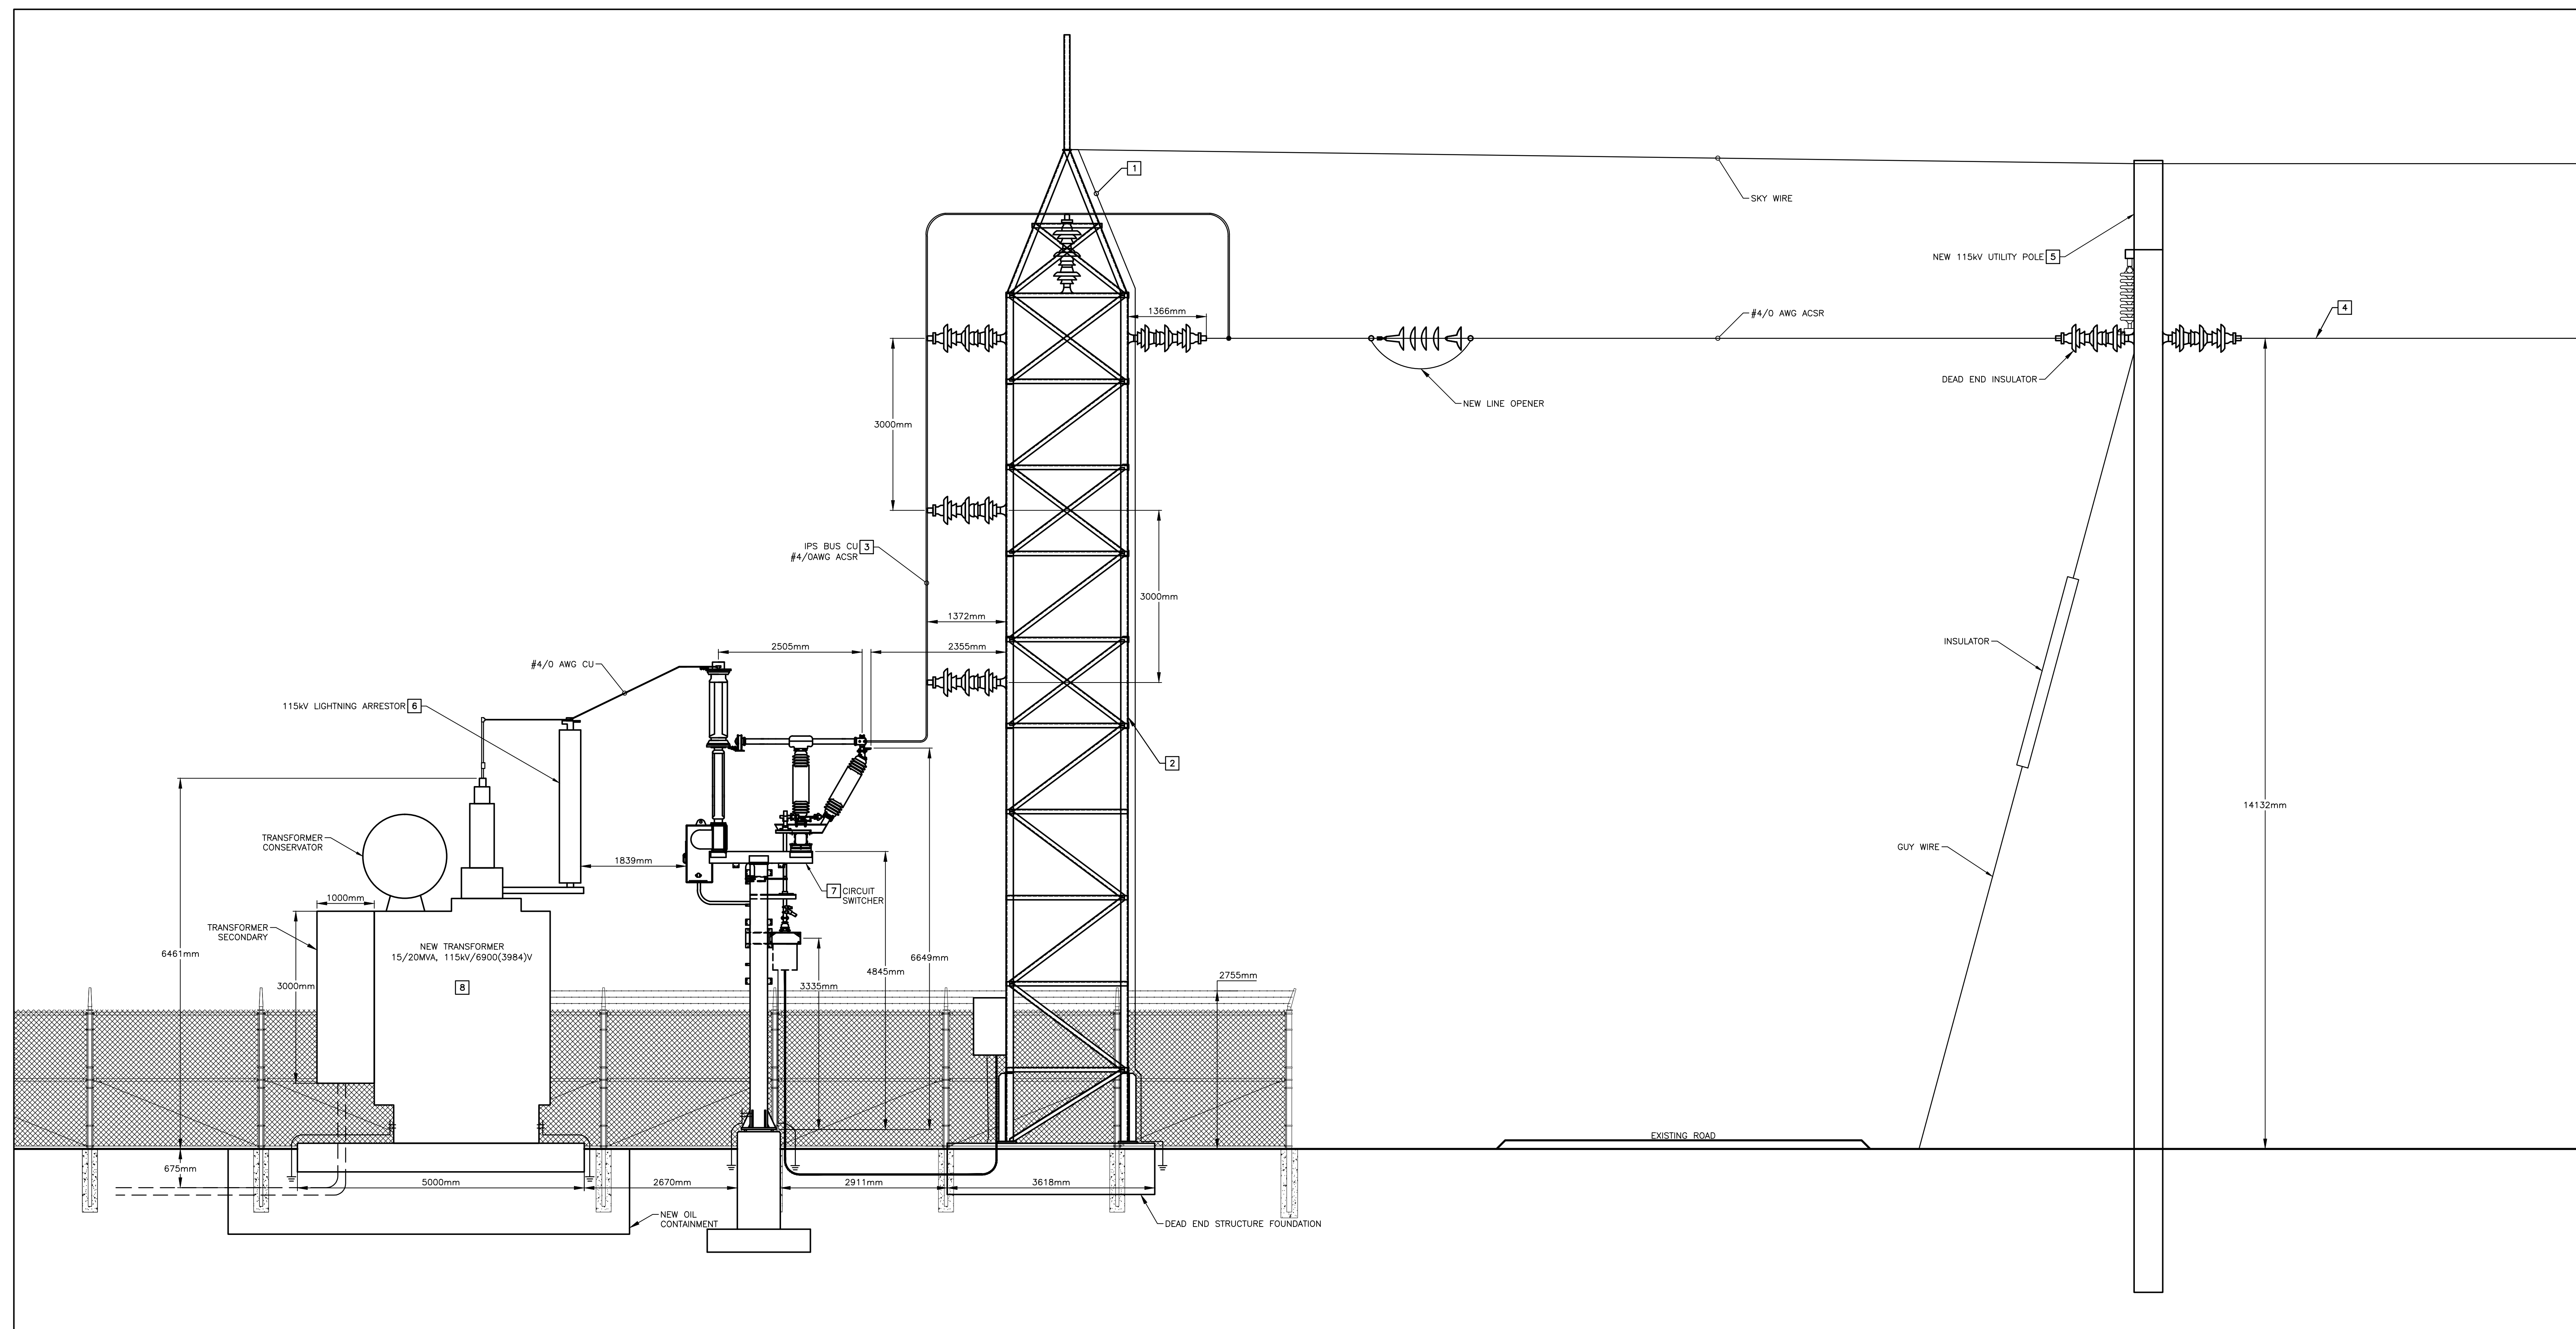 1
SKY WIRE
NEW 115kV UTILITY POLE 5
1366mm
#4/0 AWG ACSR
4
DEAD END INSULATOR
NEW LINE OPENER
3000mm
IPS BUS CU 3
#4/0AWG ACSR
3000mm
1372mm
2505mm
2355mm
INSULATOR
#4/0 AWG CU
115kV LIGHTNING ARRESTOR 6
2
14132mm
TRANSFORMER
CONSERVATOR
GUY WIRE
1839mm
7 CIRCUIT
SWITCHER
1000mm
TRANSFORMER
SECONDARY
NEW TRANSFORMER
15/20MVA, 115kV/6900(3984)V
6461mm
6649mm
4845mm
2755mm
3000mm
8
3335mm
EXISTING ROAD
675mm
5000mm
2670mm
2911mm
3618mm
NEW OIL
CONTAINMENT
DEAD END STRUCTURE FOUNDATION